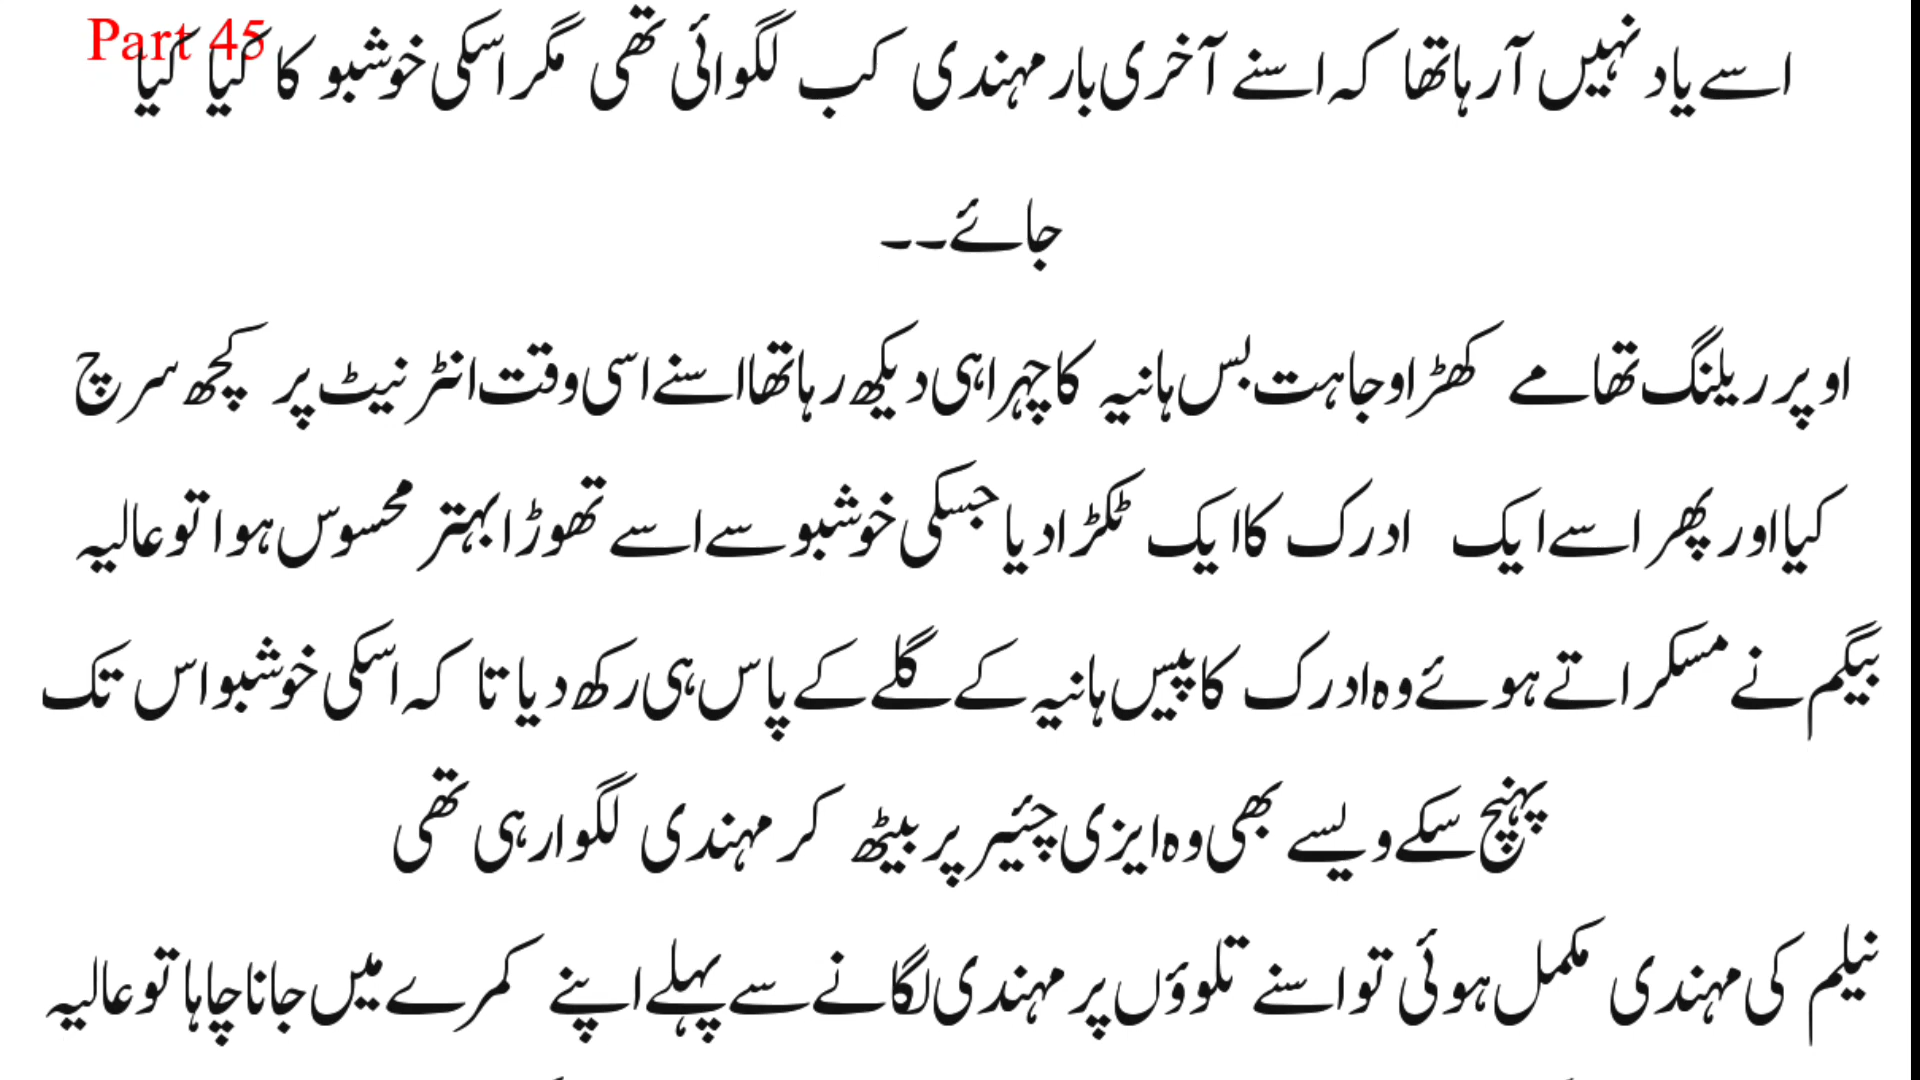 Part 45
اسے یاد نہیں آرہا تھا کہ اسنے آخری بار مہندی کب لگوائی تھی مگر اسکی خوشبو کا کیا کیا
جائے۔۔
اوپر ریلنگ تھامے کھڑا وجاہت بس ہانیہ کا چہرا ہی دیکھ رہا تھا اسنے اسی وقت انٹرنیٹ پر کچھ سرچ
کیا اور پھر اسے ایک ادرک کا ایک ٹکڑا دیا جسکی خوشبو سے اسے تھوڑا بہتر محسوس ہوا تو عالیہ
بیگم نے مسکراتے ہوئے وہ ادرک کا پیس ہانیہ کے گلے کے پاس ہی رکھ دیا تاکہ اسکی خوشبو اس تک
پہنچ سکے ویسے بھی وہ ایزی چئیر پر بیٹھ کر مہندی لگوا رہی تھی
نیلم کی مہندی مکمل ہوئی تو اسنے تلوؤں پر مہندی لگانے سے پہلے اپنے کمرے میں جانا چاہا تو عالیہ